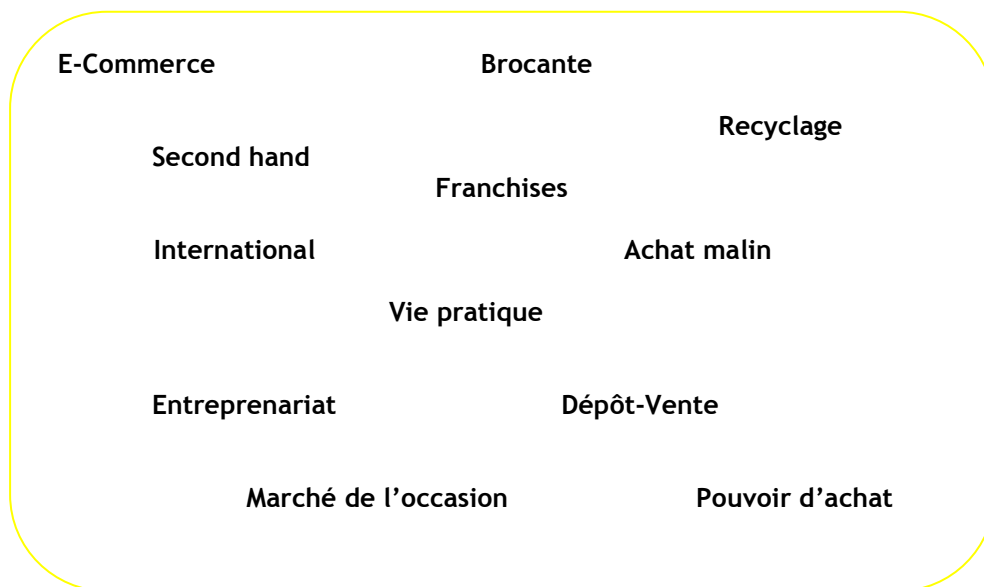 E-Commerce
Brocante
Recyclage
Second hand
Franchises
International
Achat malin
Vie pratique
Entreprenariat
Dépôt-Vente
Marché de l’occasion
Pouvoir d’achat